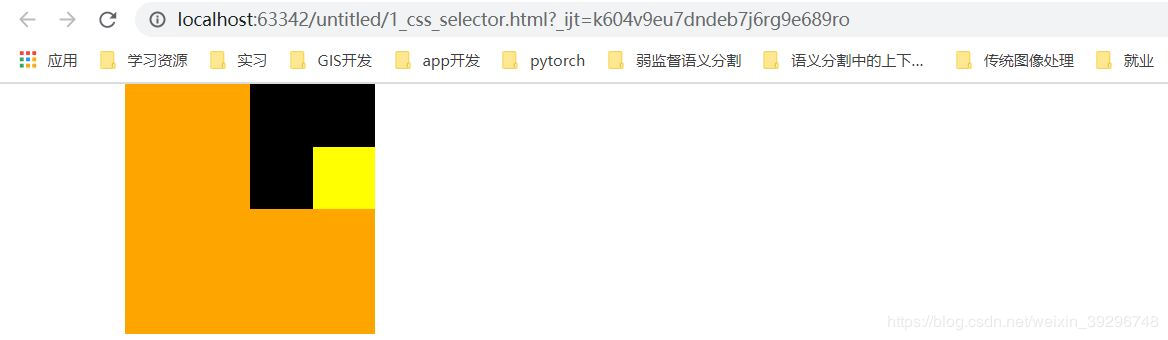 localhost:63342/untitled/1_css_selector.html?_ijt=k604v9eu7dndeb7j6rg9e689ro
应用 学习资源 实习 GIS开发 app开发 pytorch 弱监督语义分割 语义分割中的上下... 传统图像处理 就业
https://blog.csdn.net/weixin_39296748